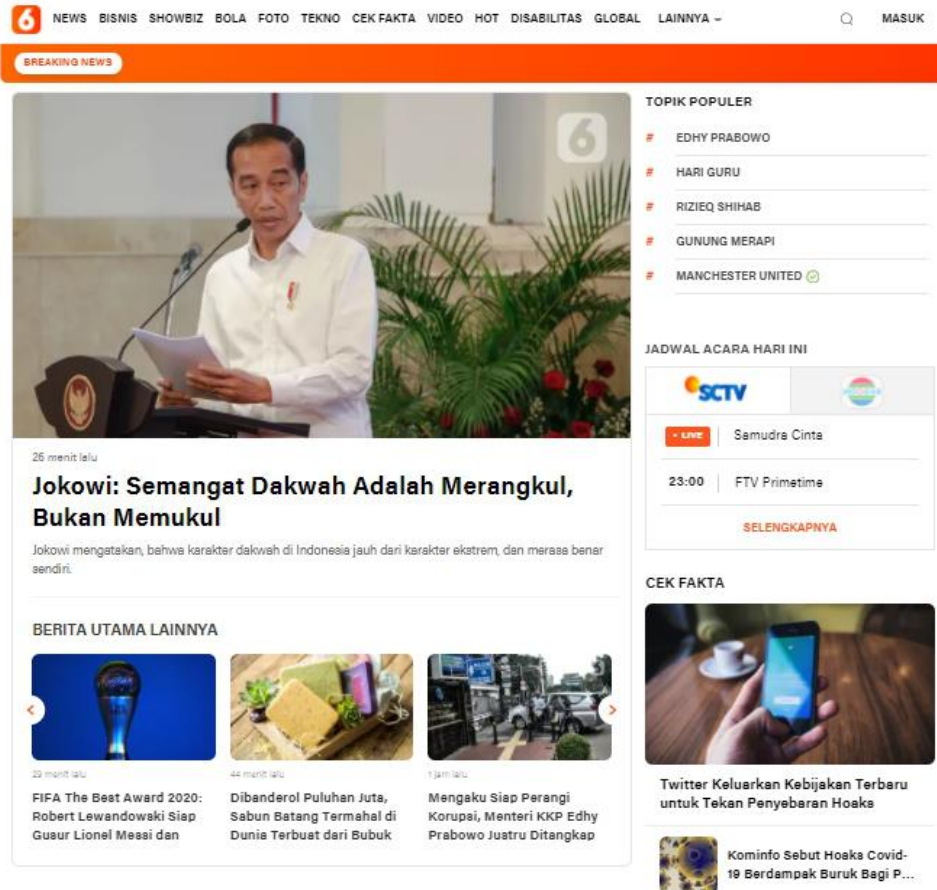 6 NEWS BISNIS SHOWBIZ BOLA FOTO TEKNO CEK FAKTA VIDEO HOT DISABILITAS GLOBAL LAINNYA MASUK
BREAKING NEWS
6
26 menit lalu
Jokowi: Semangat Dakwah Adalah Merangkul,
Bukan Memukul
Jokowi mengatakan, bahwa karakter dakwah di Indonesia jauh dari karakter ekstrem, dan merasa benar
sendiri.
BERITA UTAMA LAINNYA
29 menit lalu
FIFA The Best Award 2020:
Robert Lewandowski Siap
Gusur Lionel Messi dan
44 menit lalu
Dibanderol Puluhan Juta,
Sabun Batang Termahal di
Dunia Terbuat dari Bubuk
1 jam lalu
Mengaku Siap Perangi
Korupsi, Menteri KKP Edhy
Prabowo Justru Ditangkap
TOPIK POPULER
# EDHY PRABOWO
# HARI GURU
# RIZIEQ SHIHAB
# GUNUNG MERAPI
# MANCHESTER UNITED
JADWAL ACARA HARI INI
SCTV
• LIVE Samudra Cinta
23:00 FTV Primetime
SELENGKAPNYA
CEK FAKTA
Twitter Keluarkan Kebijakan Terbaru
untuk Tekan Penyebaran Hoaks
Kominfo Sebut Hoaks Covid-
19 Berdampak Buruk Bagi P...